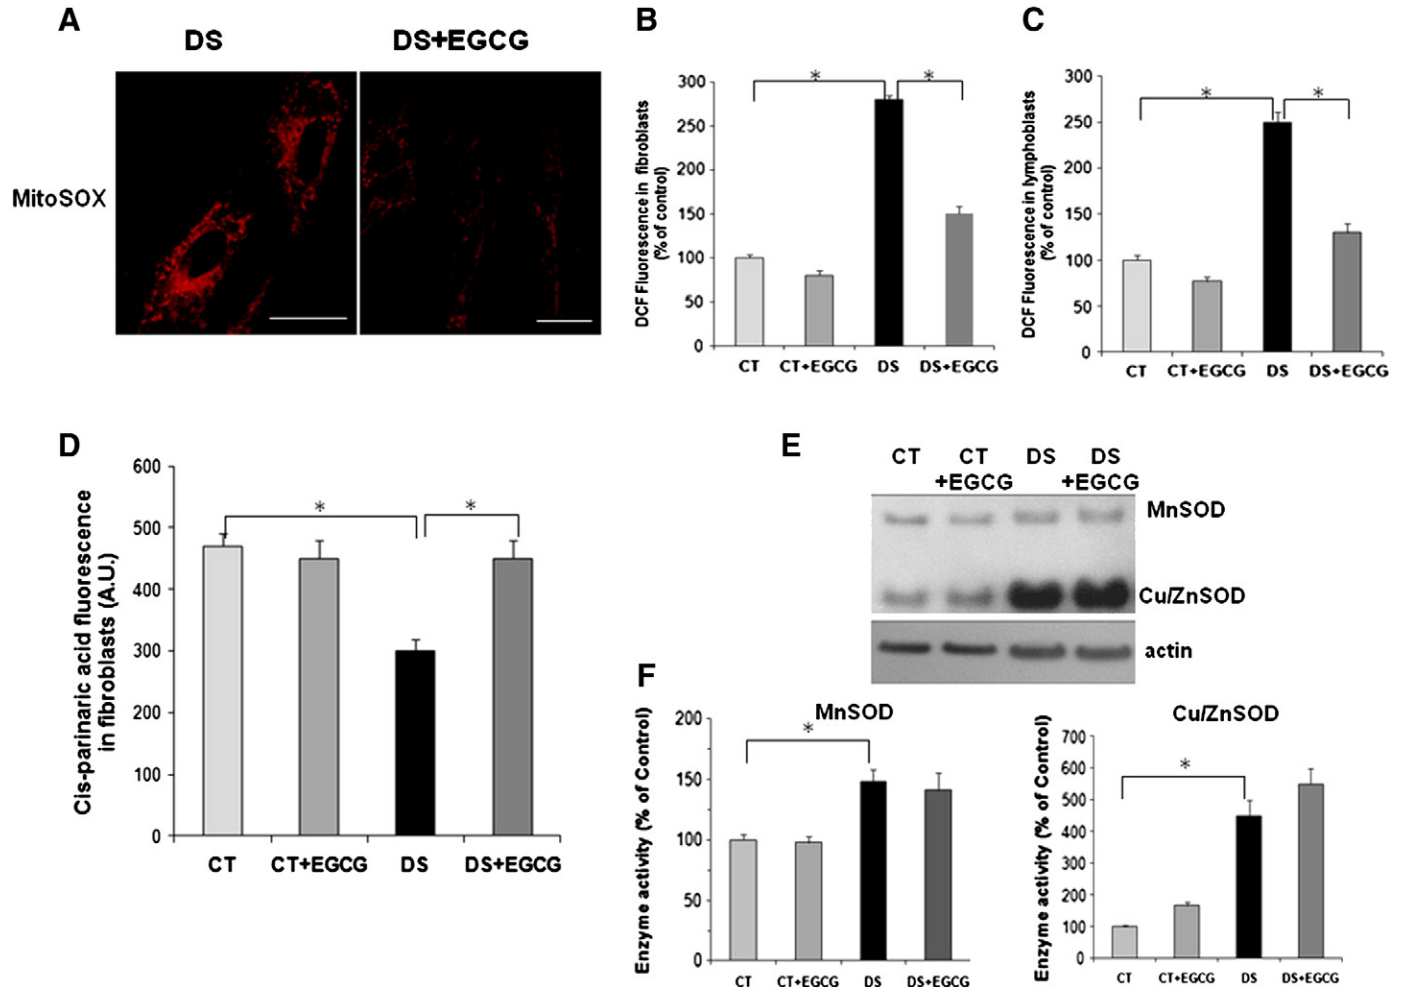 A
DS
DS+EGCG
MitoSOX
B
DCF Fluorescence in fibroblasts
(% of control)
300
250
200
150
100
50
0
*
*
CT
CT+EGCG
DS
DS+EGCG
C
DCF Fluorescence in lymphoblasts
(% of control)
300
250
200
150
100
50
0
*
*
CT
CT+EGCG
DS
DS+EGCG
D
Cis-parinaric acid fluorescence
in fibroblasts (A.U.)
600
500
400
300
200
100
0
*
*
CT
CT+EGCG
DS
DS+EGCG
E
CT
CT
+EGCG
DS
DS
+EGCG
MnSOD
Cu/ZnSOD
actin
F
MnSOD
Enzyme activity (% of Control)
200
150
100
50
0
*
CT
CT+EGCG
DS
DS+EGCG
Cu/ZnSOD
Enzyme activity (% of Control)
700
600
500
400
300
200
100
0
*
CT
CT+EGCG
DS
DS+EGCG